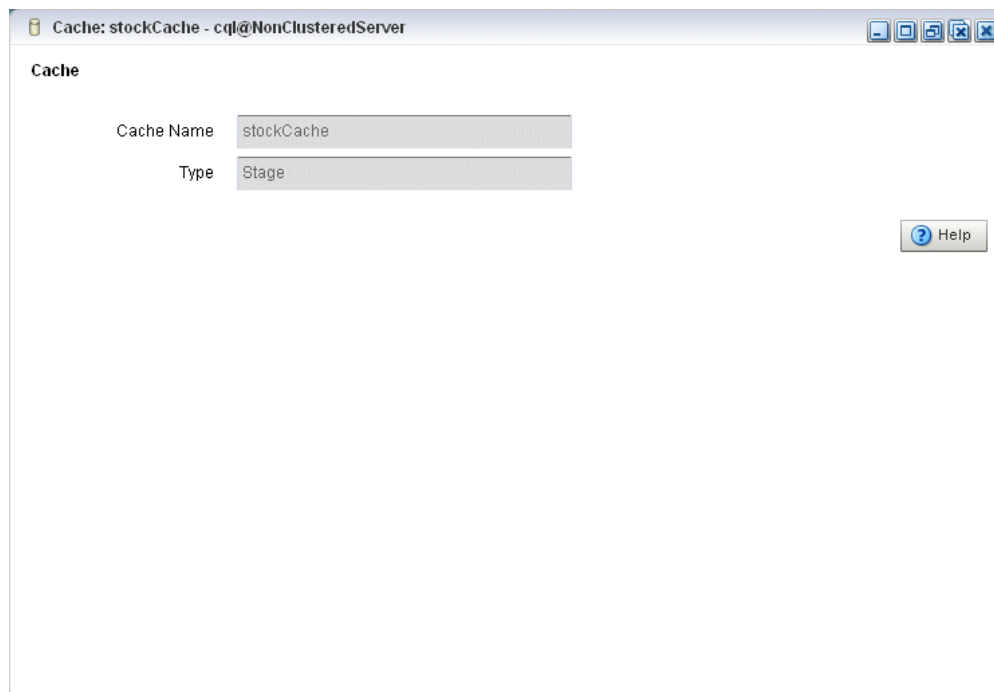 Cache: stockCache - cql@NonClusteredServer
Cache
Cache Name stockCache
Type Stage
? Help